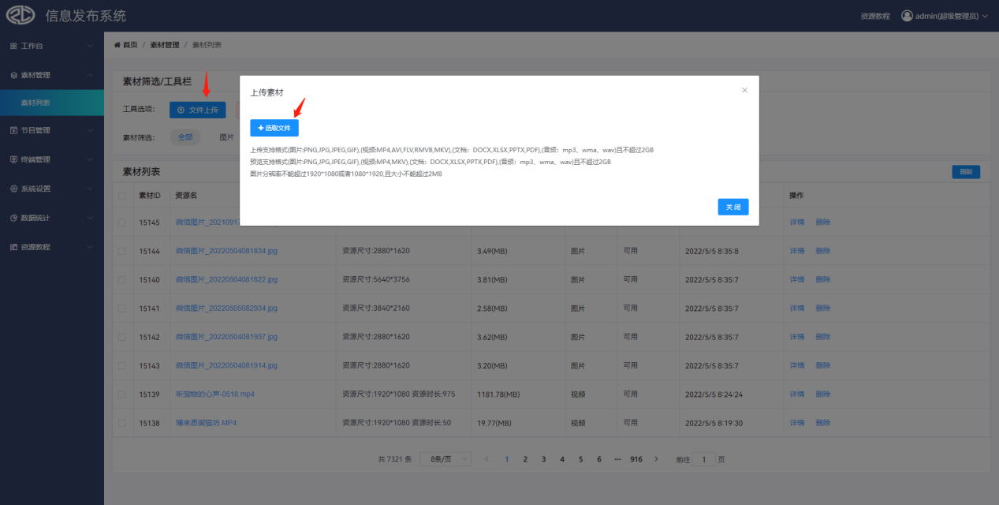 信息发布系统
资源教程 admin(超级管理员)
工作台
素材管理
素材列表
节目管理
终端管理
系统设置
数据统计
资源教程
首页 / 素材管理 / 素材列表
素材筛选/工具栏
工具选项: 文件上传
素材筛选: 全部 图片
上传素材
选取文件
上传支持格式(图片:PNG,JPG,JPEG,GIF),(视频:MP4,AVI,FLV,RMVB,MKV),(文档：DOCX,XLSX,PPTX,PDF),(音频：mp3、wma、wav)且不超过2GB
预览支持格式(图片:PNG,JPG,JPEG,GIF),(视频:MP4,MKV),(文档：DOCX,XLSX,PPTX,PDF),(音频：mp3、wma、wav)且不超过2GB
图片分辨率不能超过1920*1080或者1080*1920,且大小不能超过2MB
关闭
素材列表 刷新
素材ID 资源名 操作
15145 微信图片_2021091 详情 删除
15144 微信图片_20220504081834.jpg 资源尺寸:2880*1620 3.49(MB) 图片 可用 2022/5/5 8:35:8 详情 删除
15140 微信图片_20220504081822.jpg 资源尺寸:5640*3756 3.81(MB) 图片 可用 2022/5/5 8:35:7 详情 删除
15141 微信图片_20220505082934.jpg 资源尺寸:3840*2160 2.58(MB) 图片 可用 2022/5/5 8:35:7 详情 删除
15142 微信图片_20220504081937.jpg 资源尺寸:2880*1620 3.62(MB) 图片 可用 2022/5/5 8:35:7 详情 删除
15143 微信图片_20220504081914.jpg 资源尺寸:2880*1620 3.20(MB) 图片 可用 2022/5/5 8:35:7 详情 删除
15139 听宠物的心声-0518.mp4 资源尺寸:1920*1080 资源时长:975 1181.78(MB) 视频 可用 2022/5/5 8:24:24 详情 删除
15138 博来恩御猫坊.MP4 资源尺寸:1920*1080 资源时长:50 19.77(MB) 视频 可用 2022/5/5 8:19:30 详情 删除
共 7321 条 8条/页 1 2 3 4 5 6 ··· 916 前往 1 页